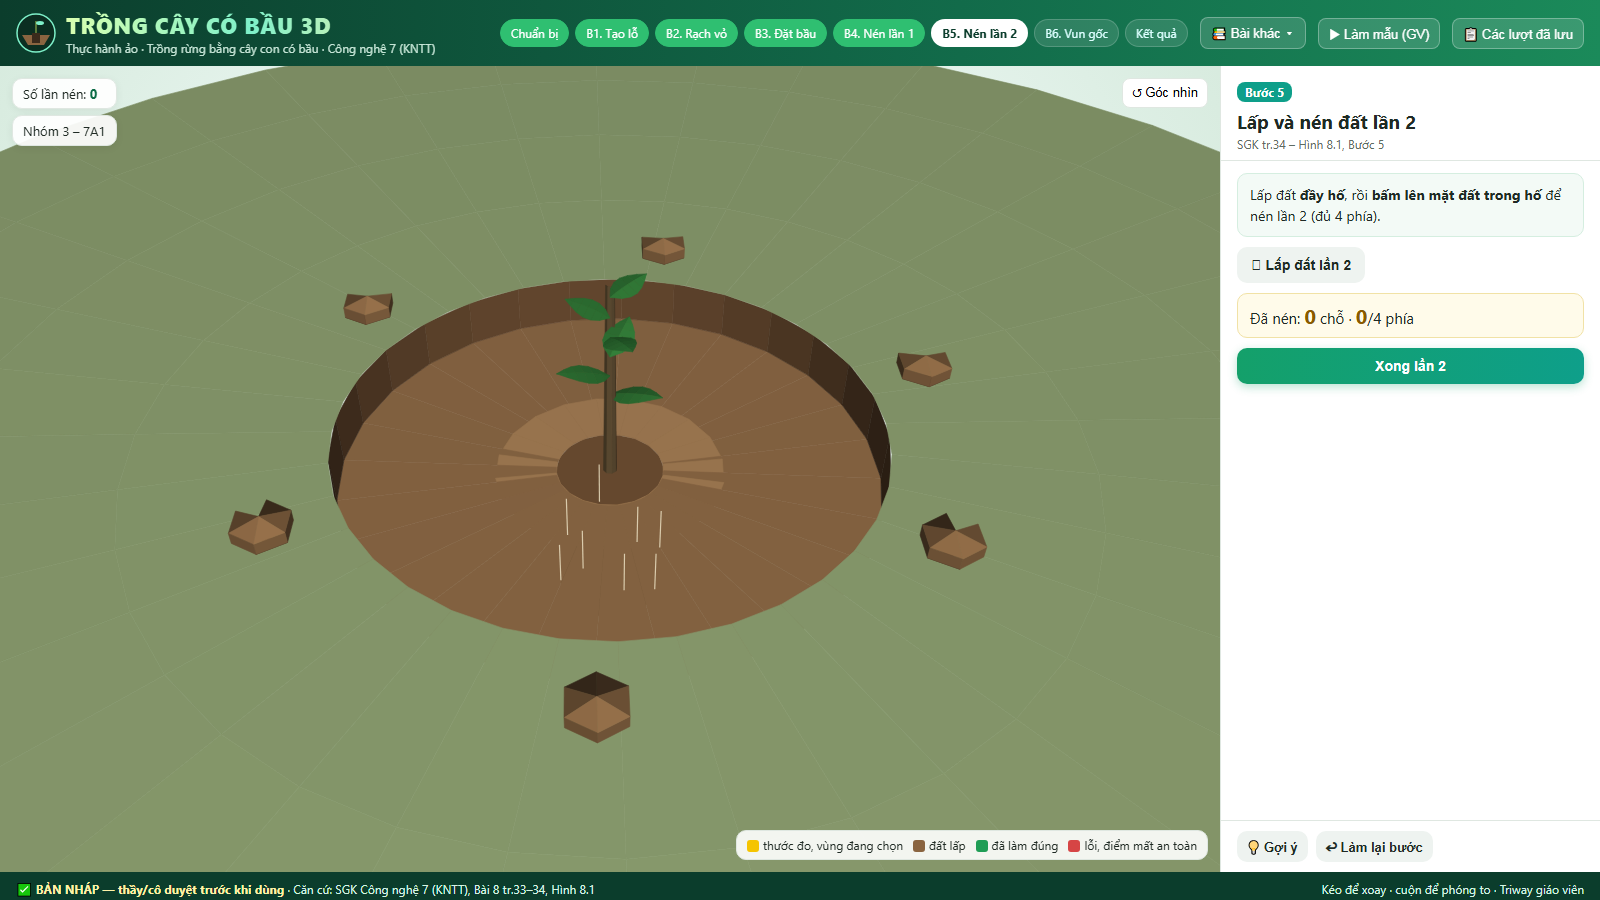 TRỒNG CÂY CÓ BẦU 3D
Thực hành ảo · Trồng rừng bằng cây con có bầu · Công nghệ 7 (KNTT)
Chuẩn bị
B1. Tạo lỗ
B2. Rạch vỏ
B3. Đặt bầu
B4. Nén lần 1
B5. Nén lần 2
B6. Vun gốc
Kết quả
Bài khác
Làm mẫu (GV)
Các lượt đã lưu
Số lần nén: 0
Nhóm 3 – 7A1
Góc nhìn
Bước 5
Lấp và nén đất lần 2
SGK tr.34 – Hình 8.1, Bước 5
Lấp đất đầy hố, rồi bấm lên mặt đất trong hố để
nén lần 2 (đủ 4 phía).
Lấp đất lần 2
Đã nén: 0 chỗ · 0/4 phía
Xong lần 2
thước đo, vùng đang chọn
đất lấp
đã làm đúng
lỗi, điểm mất an toàn
Gợi ý
Làm lại bước
BẢN NHÁP — thầy/cô duyệt trước khi dùng · Căn cứ: SGK Công nghệ 7 (KNTT), Bài 8 tr.33–34, Hình 8.1
Kéo để xoay · cuộn để phóng to · Triway giáo viên